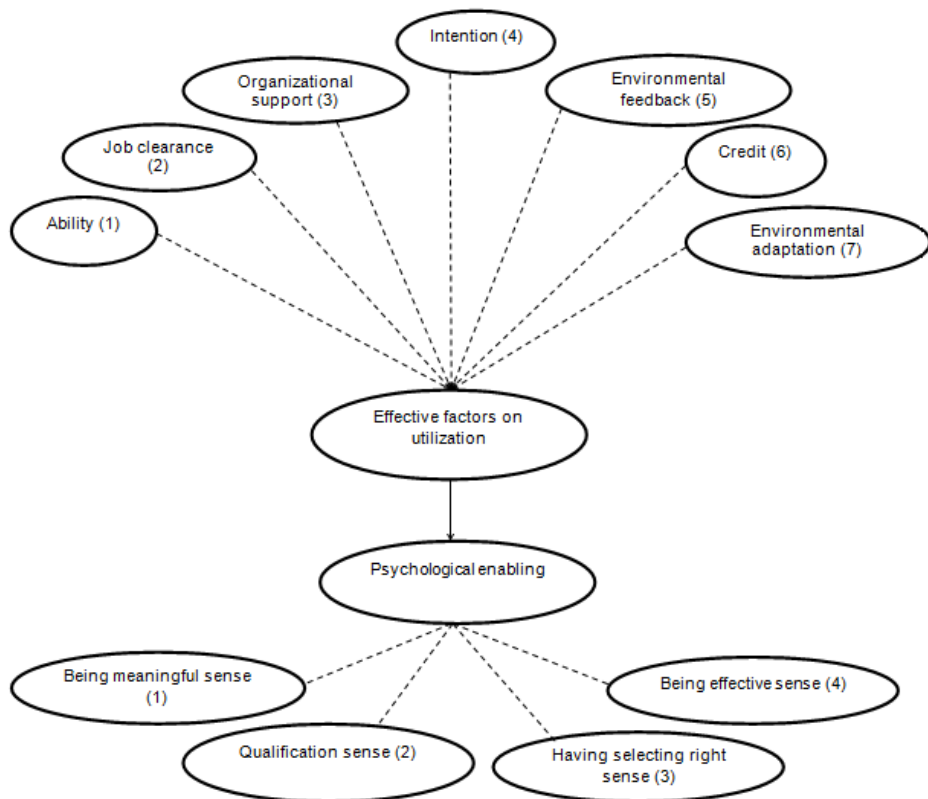 Intention (4)
Organizational
support (3)
Environmental
feedback (5)
Job clearance
(2)
Credit (6)
Ability (1)
Environmental
adaptation (7)
Effective factors on
utilization
Psychological enabling
Being meaningful sense
(1)
Being effective sense (4)
Qualification sense (2)
Having selecting right
sense (3)